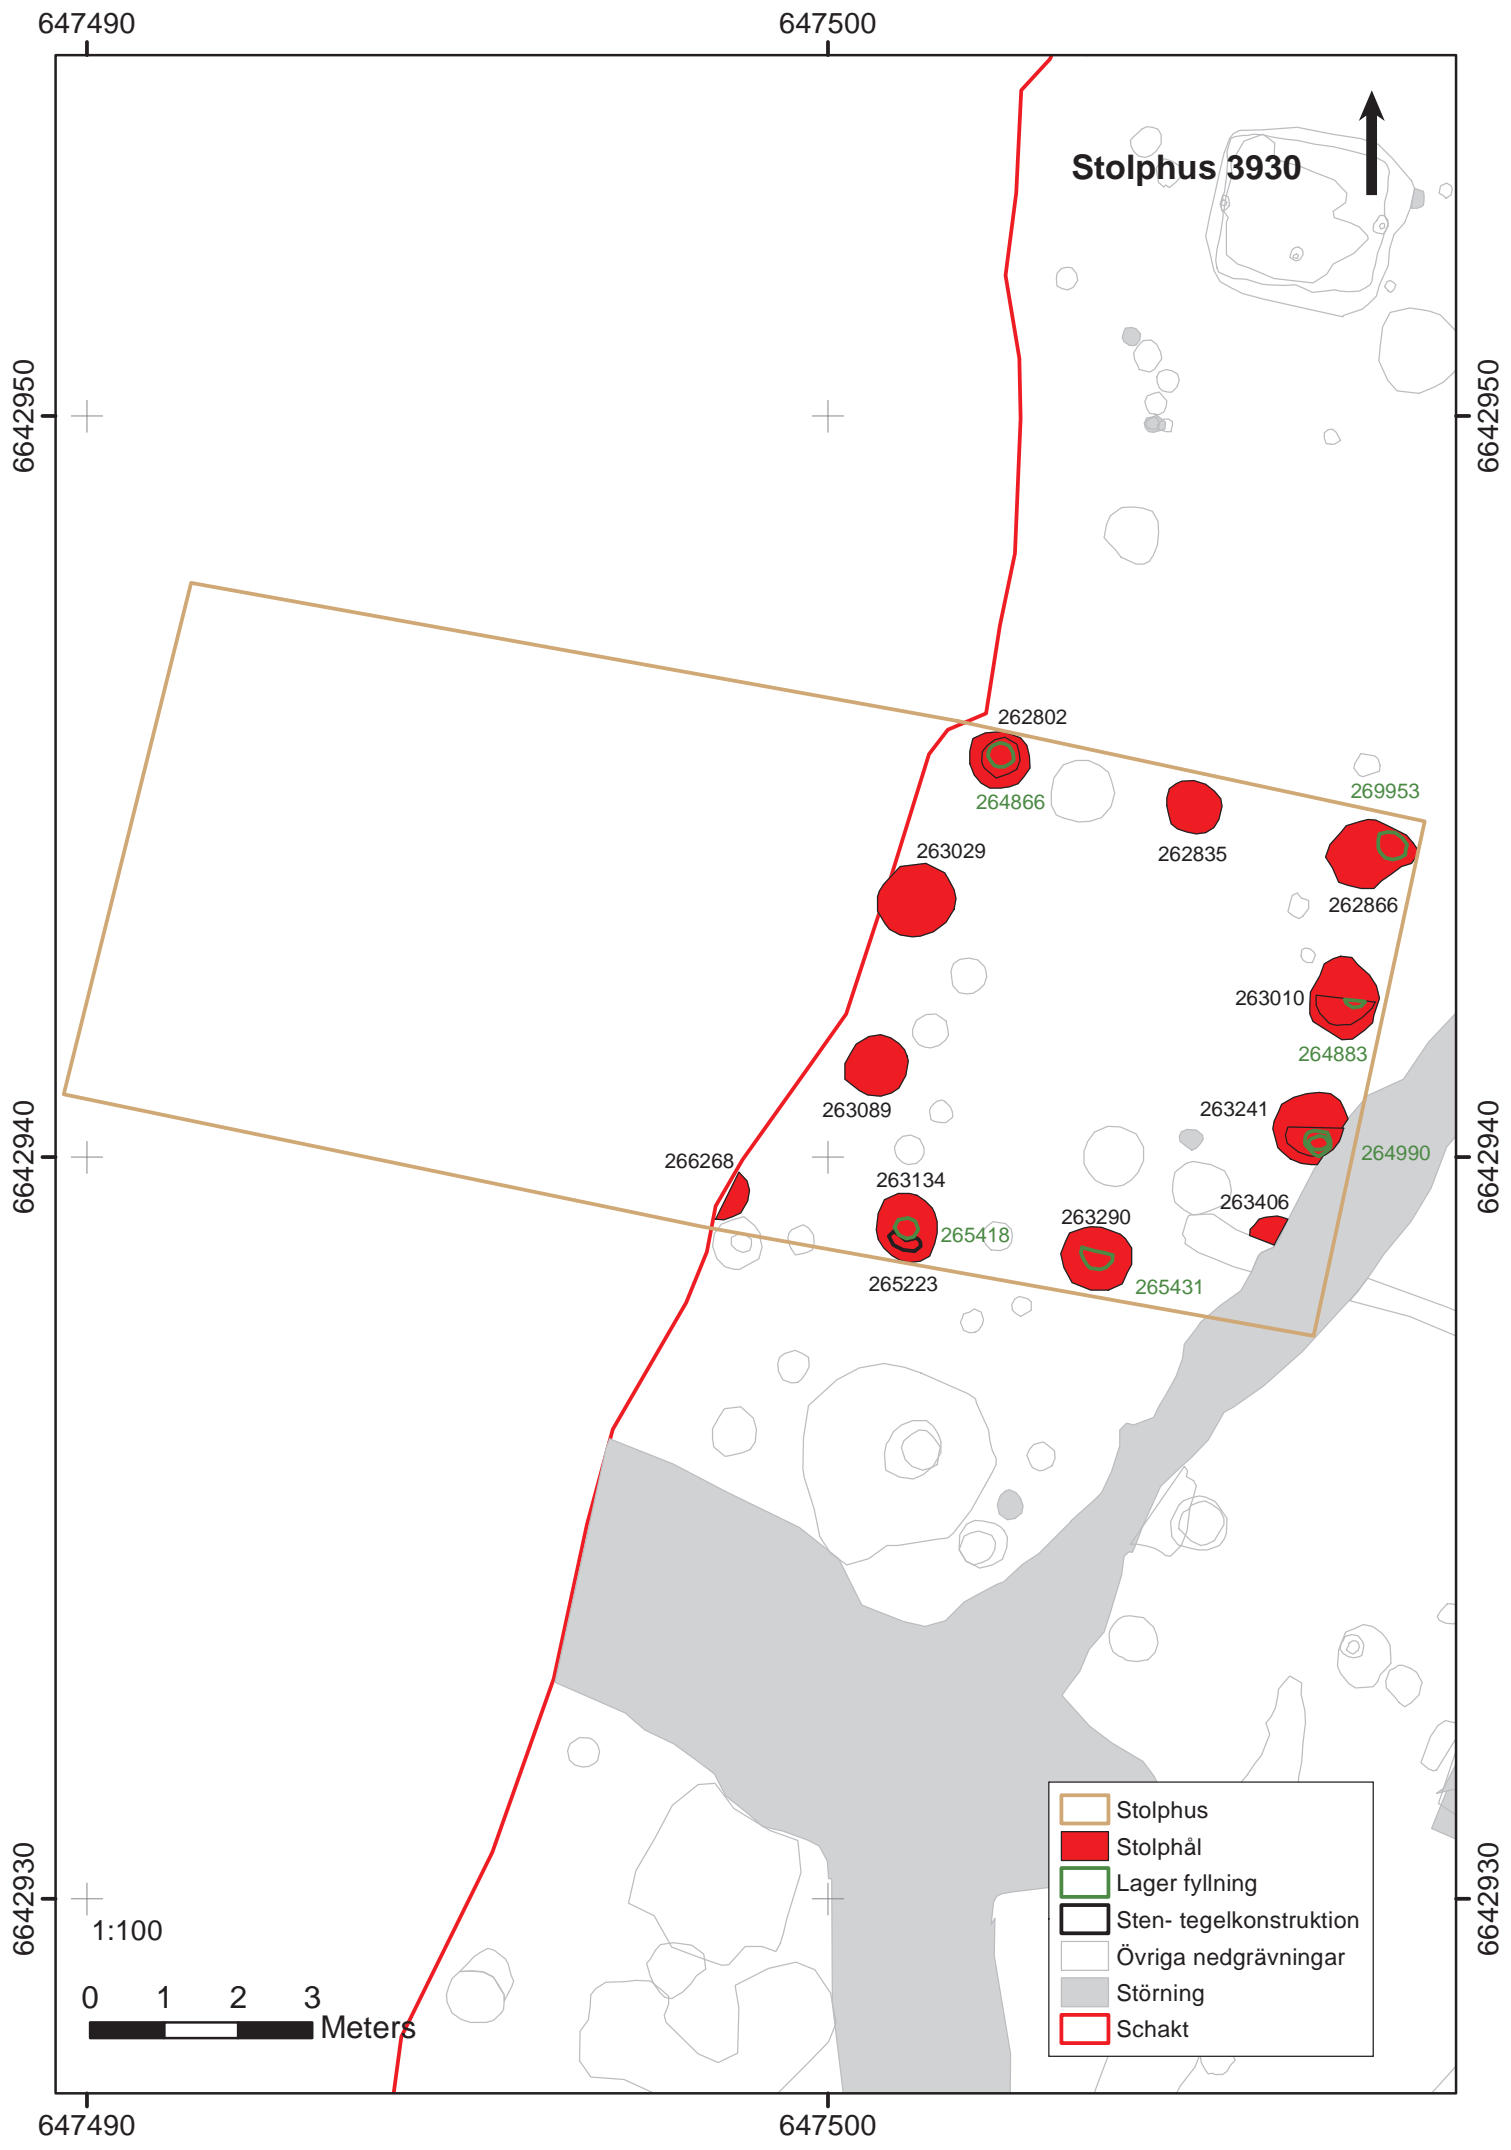 647490
647500
Stolphus 3930
6642950
6642950
262802
264866
269953
262835
263029
262866
263010
264883
263089
263241
6642940
264990
6642940
266268
263134
263406
263290
265418
265223
265431
Stolphus
Stolphål
Lager fyllning
Sten- tegelkonstruktion
Övriga nedgrävningar
Störning
Schakt
6642930
6642930
1:100
0 1 2 3
Meters
647490
647500